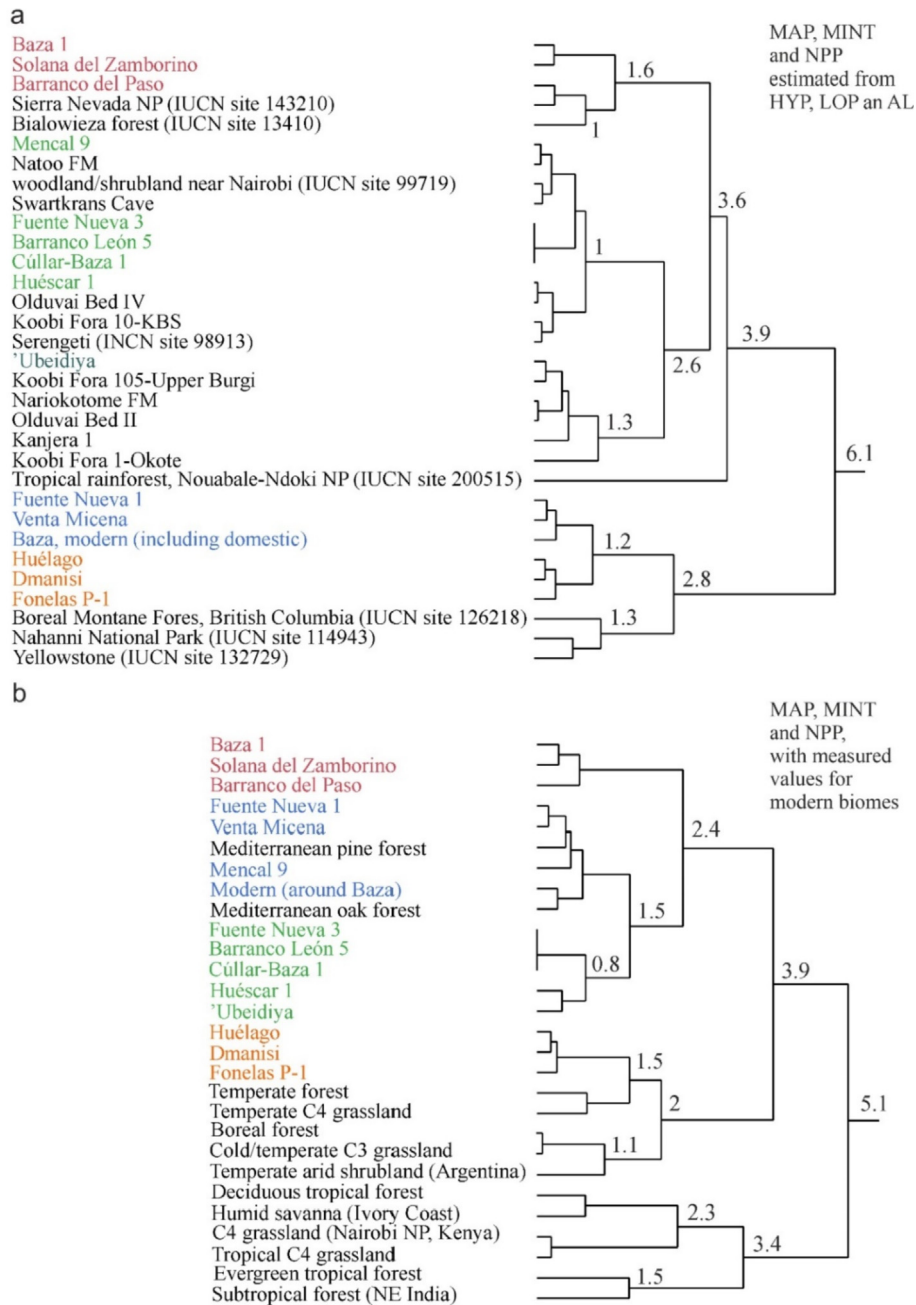 a
Baza 1
Solana del Zamborino
Barranco del Paso
Sierra Nevada NP (IUCN site 143210)
Bialowieza forest (IUCN site 13410)
Mencal 9
Natoo FM
woodland/shrubland near Nairobi (IUCN site 99719)
Swartkrans Cave
Fuente Nueva 3
Barranco León 5
Cúllar-Baza 1
Huéscar 1
Olduvai Bed IV
Koobi Fora 10-KBS
Serengeti (INCN site 98913)
'Ubeidiya
Koobi Fora 105-Upper Burgi
Nariokotome FM
Olduvai Bed II
Kanjera 1
Koobi Fora 1-Okote
Tropical rainforest, Nouabale-Ndoki NP (IUCN site 200515)
Fuente Nueva 1
Venta Micena
Baza, modern (including domestic)
Huélago
Dmanisi
Fonelas P-1
Boreal Montane Fores, British Columbia (IUCN site 126218)
Nahanni National Park (IUCN site 114943)
Yellowstone (IUCN site 132729)
1.6
1
3.6
1
3.9
2.6
1.3
6.1
1.2
2.8
1.3
MAP, MINT
and NPP
estimated from
HYP, LOP an AL
b
Baza 1
Solana del Zamborino
Barranco del Paso
Fuente Nueva 1
Venta Micena
Mediterranean pine forest
Mencal 9
Modern (around Baza)
Mediterranean oak forest
Fuente Nueva 3
Barranco León 5
Cúllar-Baza 1
Huéscar 1
'Ubeidiya
Huélago
Dmanisi
Fonelas P-1
Temperate forest
Temperate C4 grassland
Boreal forest
Cold/temperate C3 grassland
Temperate arid shrubland (Argentina)
Deciduous tropical forest
Humid savanna (Ivory Coast)
C4 grassland (Nairobi NP, Kenya)
Tropical C4 grassland
Evergreen tropical forest
Subtropical forest (NE India)
2.4
1.5
0.8
3.9
1.5
2
5.1
1.1
2.3
3.4
1.5
MAP, MINT
and NPP,
with measured
values for
modern biomes